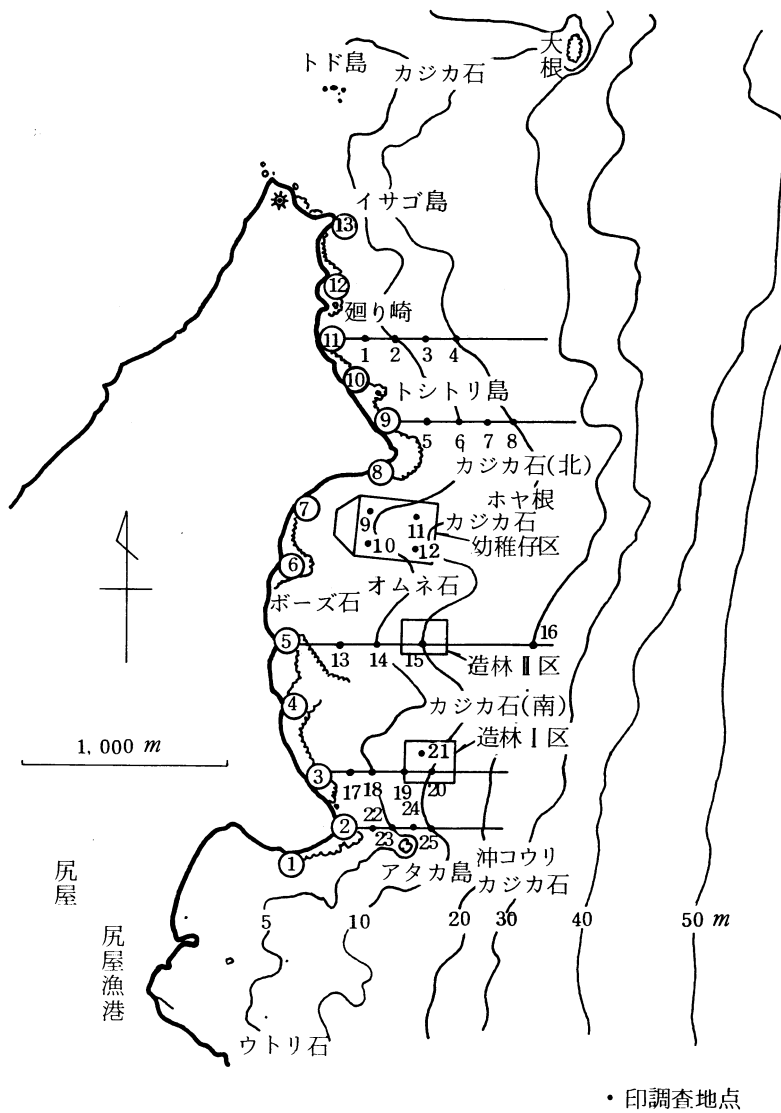 トド島
カジカ石
大根
イサゴ島
⑬
⑫
廻り崎
⑪
1 2 3 4
⑩
トシトリ島
⑨
5 6 7 8
⑧
カジカ石(北)
ホヤ根
⑦
9
11
カジカ石
10
12
幼稚仔区
⑥
オムネ石
ボーズ石
⑤
13 14 15 16
造林Ⅱ区
④
カジカ石(南)
造林Ⅰ区
1,000 m
21
③
17 18 19 20
②
22 23 24 25
①
アタカ島
沖コウリ
カジカ石
尻屋
5 10 20 30 40 50 m
尻屋漁港
ウトリ石
・印調査地点